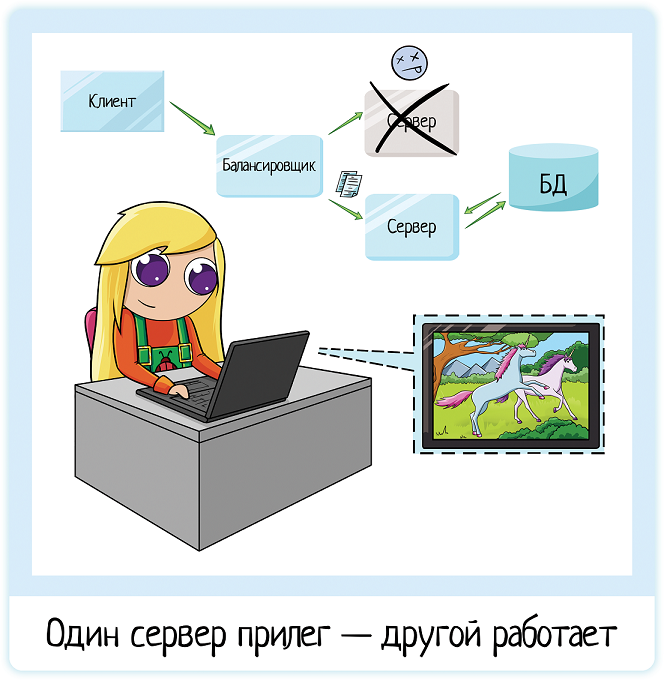 Клиент
Балансировщик
Сервер
Сервер
БД
Один сервер прилег — другой работает